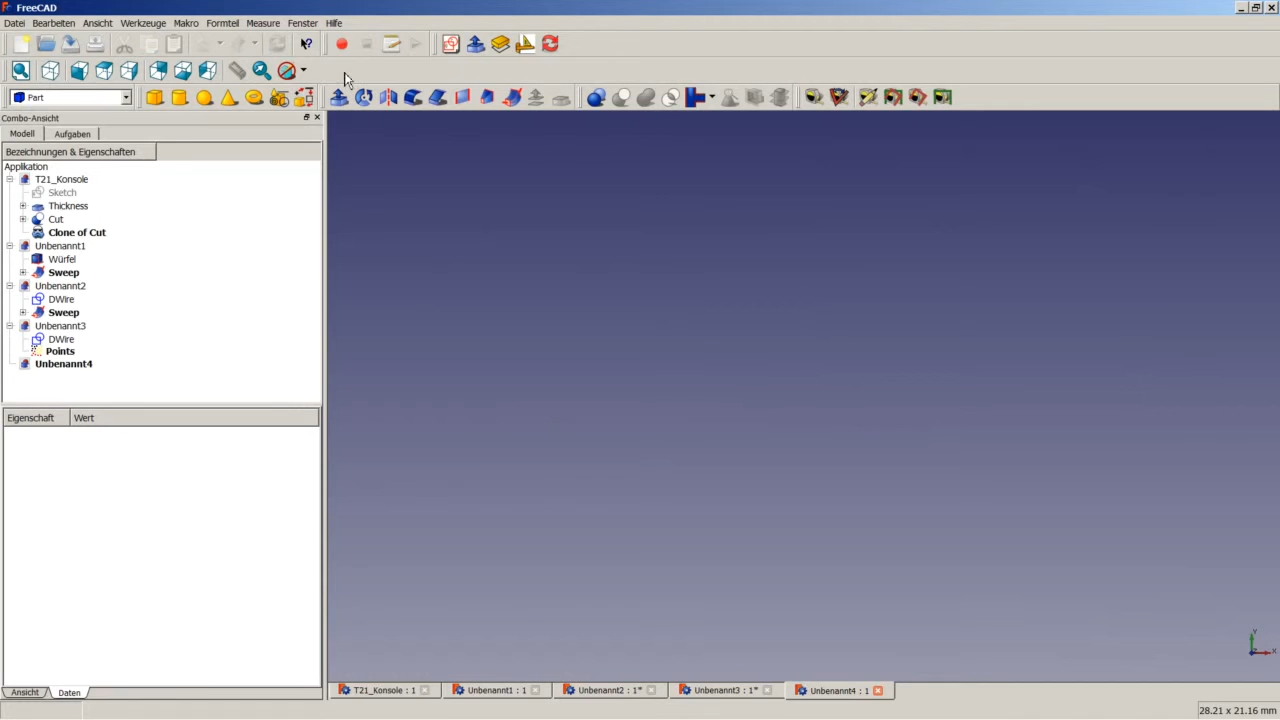 FreeCAD
Datei Bearbeiten Ansicht Werkzeuge Makro Formteil Measure Fenster Hilfe
Part
Combo-Ansicht
Modell Aufgaben
Bezeichnungen & Eigenschaften
Applikation
T21_Konsole
Sketch
Thickness
Cut
Clone of Cut
Unbenannt1
Würfel
Sweep
Unbenannt2
DWire
Sweep
Unbenannt3
DWire
Points
Unbenannt4
Eigenschaft Wert
Y
X
Z
Ansicht Daten
T21_Konsole : 1 Unbenannt1 : 1 Unbenannt2 : 1* Unbenannt3 : 1* Unbenannt4 : 1
28.21 x 21.16 mm